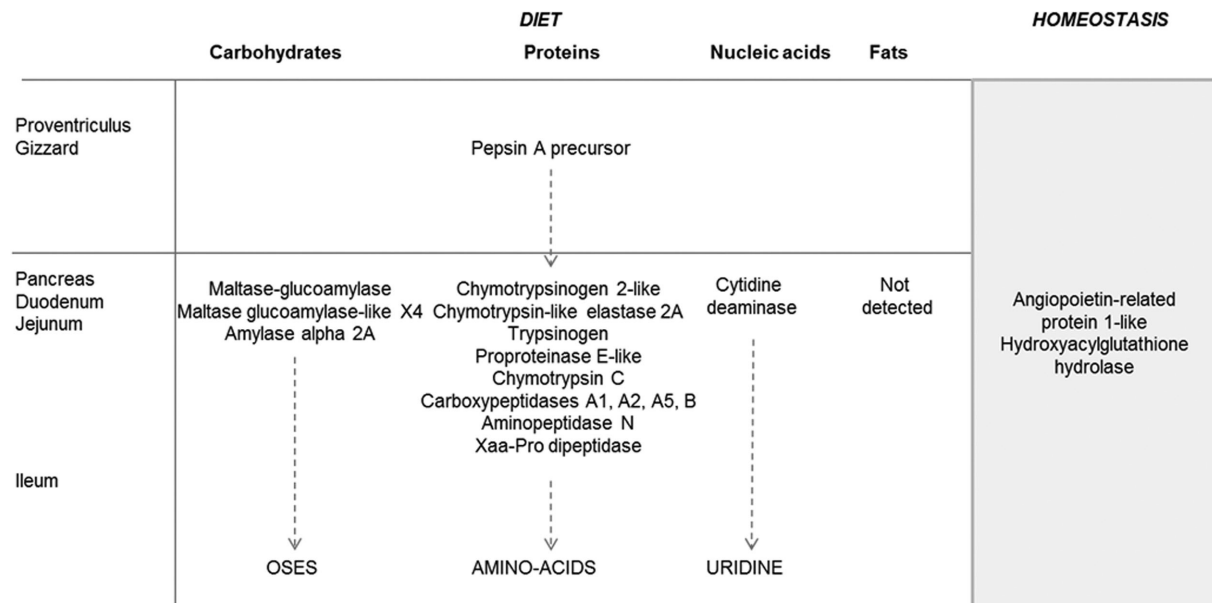 DIET
HOMEOSTASIS
Carbohydrates
Proteins
Nucleic acids
Fats
Proventriculus
Gizzard
Pepsin A precursor
Pancreas
Duodenum
Jejunum
Maltase-glucoamylase
Maltase glucoamylase-like X4
Amylase alpha 2A
Chymotrypsinogen 2-like
Chymotrypsin-like elastase 2A
Trypsinogen
Proproteinase E-like
Chymotrypsin C
Carboxypeptidases A1, A2, A5, B
Aminopeptidase N
Xaa-Pro dipeptidase
Cytidine
deaminase
Not
detected
Angiopoietin-related
protein 1-like
Hydroxyacylglutathione
hydrolase
Ileum
OSES
AMINO-ACIDS
URIDINE